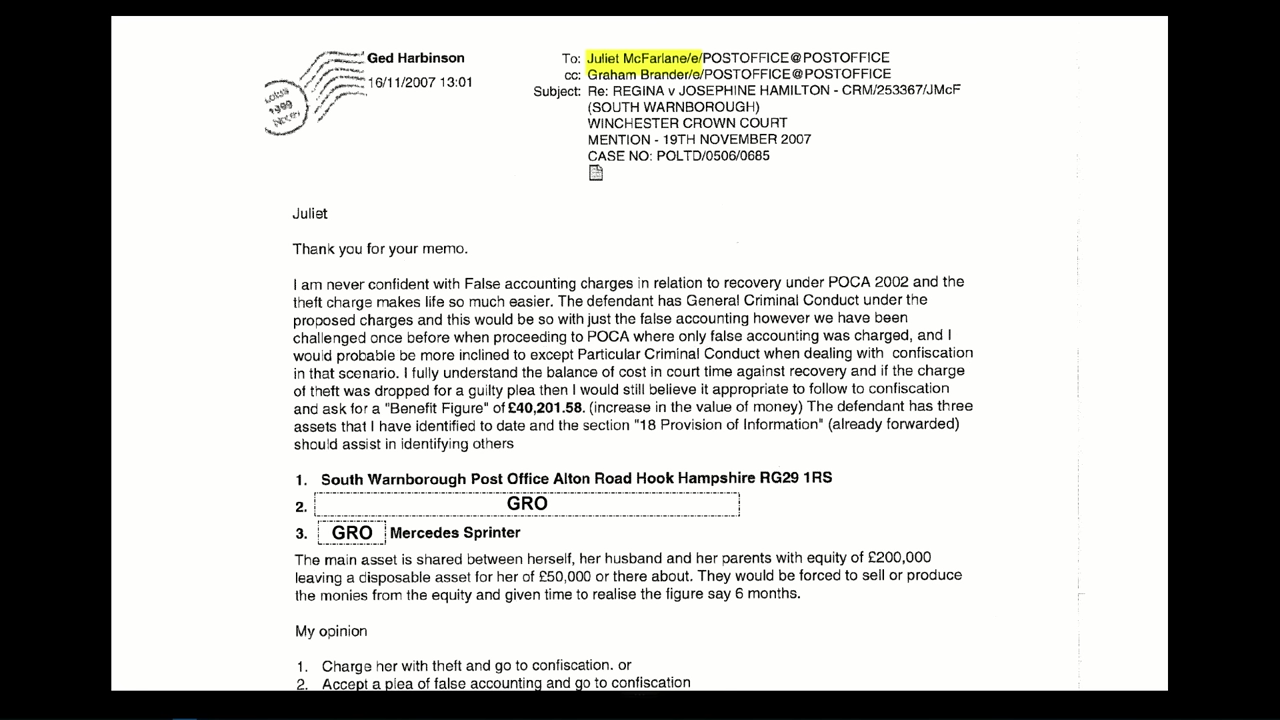 Ged Harbinson
16/11/2007 13:01
To: Juliet McFarlane/e/POSTOFFICE@POSTOFFICE
cc: Graham Brander/e/POSTOFFICE@POSTOFFICE
Subject: Re: REGINA v JOSEPHINE HAMILTON - CRM/253367/JMcF
(SOUTH WARNBOROUGH)
WINCHESTER CROWN COURT
MENTION - 19TH NOVEMBER 2007
CASE NO: POLTD/0506/0685
Lotus
1999
Notes
Juliet
Thank you for your memo.
I am never confident with False accounting charges in relation to recovery under POCA 2002 and the
theft charge makes life so much easier. The defendant has General Criminal Conduct under the
proposed charges and this would be so with just the false accounting however we have been
challenged once before when proceeding to POCA where only false accounting was charged, and I
would probable be more inclined to except Particular Criminal Conduct when dealing with confiscation
in that scenario. I fully understand the balance of cost in court time against recovery and if the charge
of theft was dropped for a guilty plea then I would still believe it appropriate to follow to confiscation
and ask for a "Benefit Figure" of £40,201.58. (increase in the value of money) The defendant has three
assets that I have identified to date and the section "18 Provision of Information" (already forwarded)
should assist in identifying others
1. South Warnborough Post Office Alton Road Hook Hampshire RG29 1RS
2. GRO
3. GRO Mercedes Sprinter
The main asset is shared between herself, her husband and her parents with equity of £200,000
leaving a disposable asset for her of £50,000 or there about. They would be forced to sell or produce
the monies from the equity and given time to realise the figure say 6 months.
My opinion
1. Charge her with theft and go to confiscation. or
2. Accept a plea of false accounting and go to confiscation